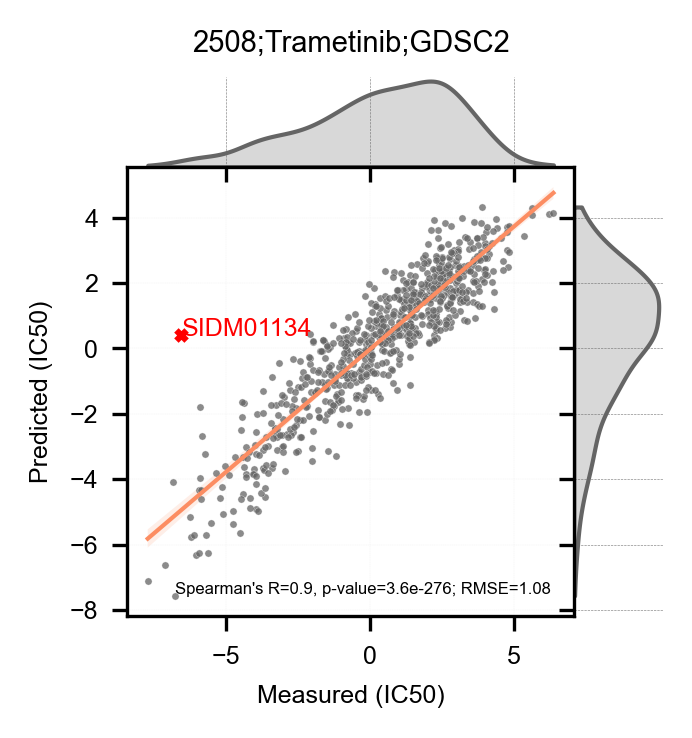 2508;Trametinib;GDSC2
4
2
0
−2
−4
−6
−8
SIDM01134
Spearman's R=0.9, p-value=3.6e-276; RMSE=1.08
−5
0
5
Measured (IC50)
Predicted (IC50)